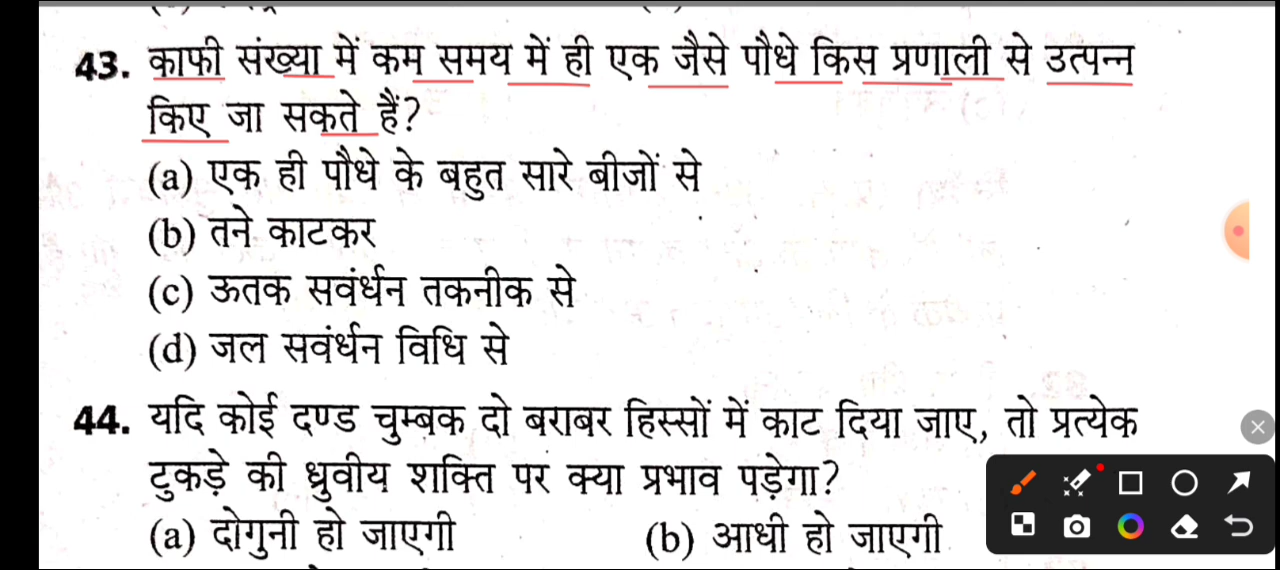 43. काफी संख्या में कम समय में ही एक जैसे पौधे किस प्रणाली से उत्पन्न
किए जा सकते हैं?
(a) एक ही पौधे के बहुत सारे बीजों से
(b) तने काटकर
(c) ऊतक सवंर्धन तकनीक से
(d) जल सवंर्धन विधि से
44. यदि कोई दण्ड चुम्बक दो बराबर हिस्सों में काट दिया जाए, तो प्रत्येक
टुकड़े की ध्रुवीय शक्ति पर क्या प्रभाव पड़ेगा?
(a) दोगुनी हो जाएगी (b) आधी हो जाएगी